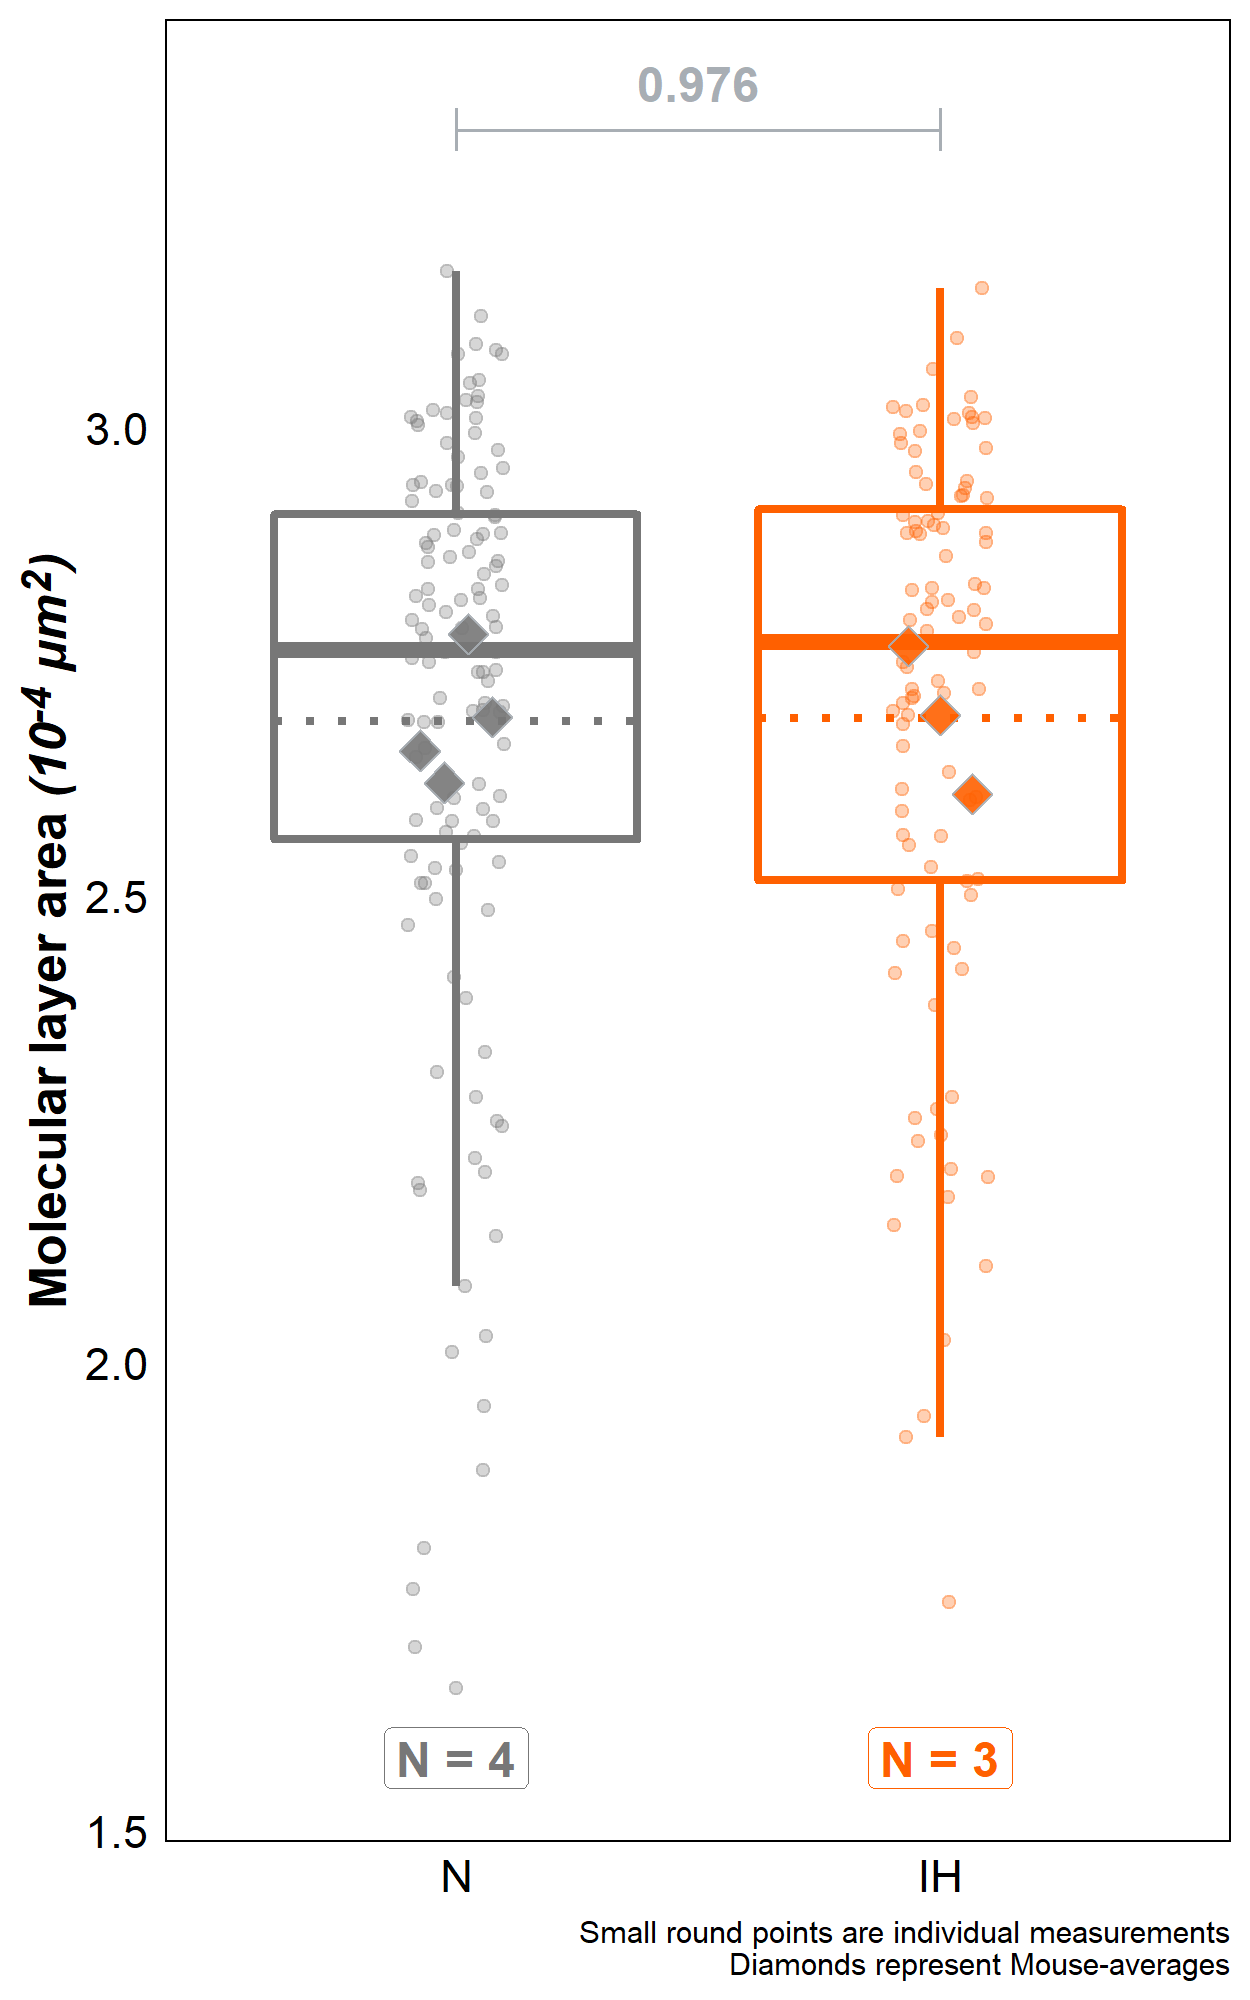 0.976
3.0
2.5
2.0
1.5
Molecular layer area (10⁻⁴ µm²)
N = 4
N = 3
N
IH
Small round points are individual measurements
Diamonds represent Mouse-averages